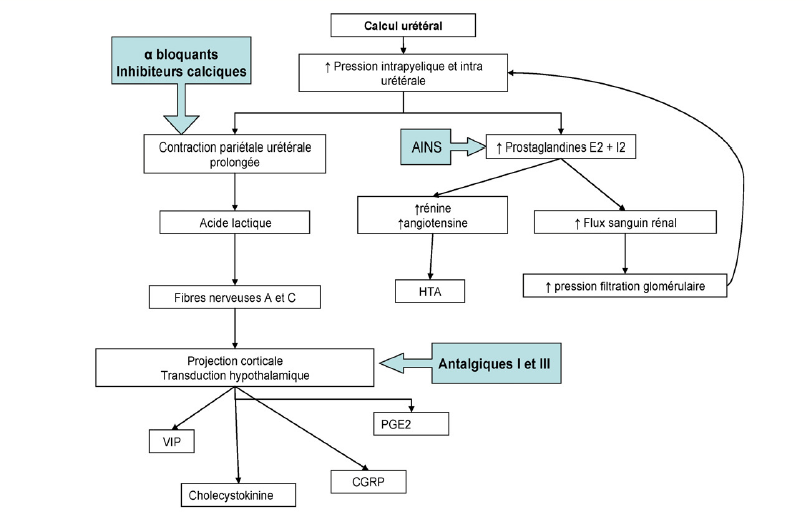 Calcul urétéral
α bloquants
Inhibiteurs calciques
↑ Pression intrapyelique et intra
urétérale
Contraction pariétale urétérale
prolongée
AINS
↑ Prostaglandines E2 + I2
Acide lactique
↑rénine
↑angiotensine
↑ Flux sanguin rénal
Fibres nerveuses A et C
HTA
↑ pression filtration glomérulaire
Projection corticale
Transduction hypothalamique
Antalgiques I et III
VIP
PGE2
Cholecystokinine
CGRP